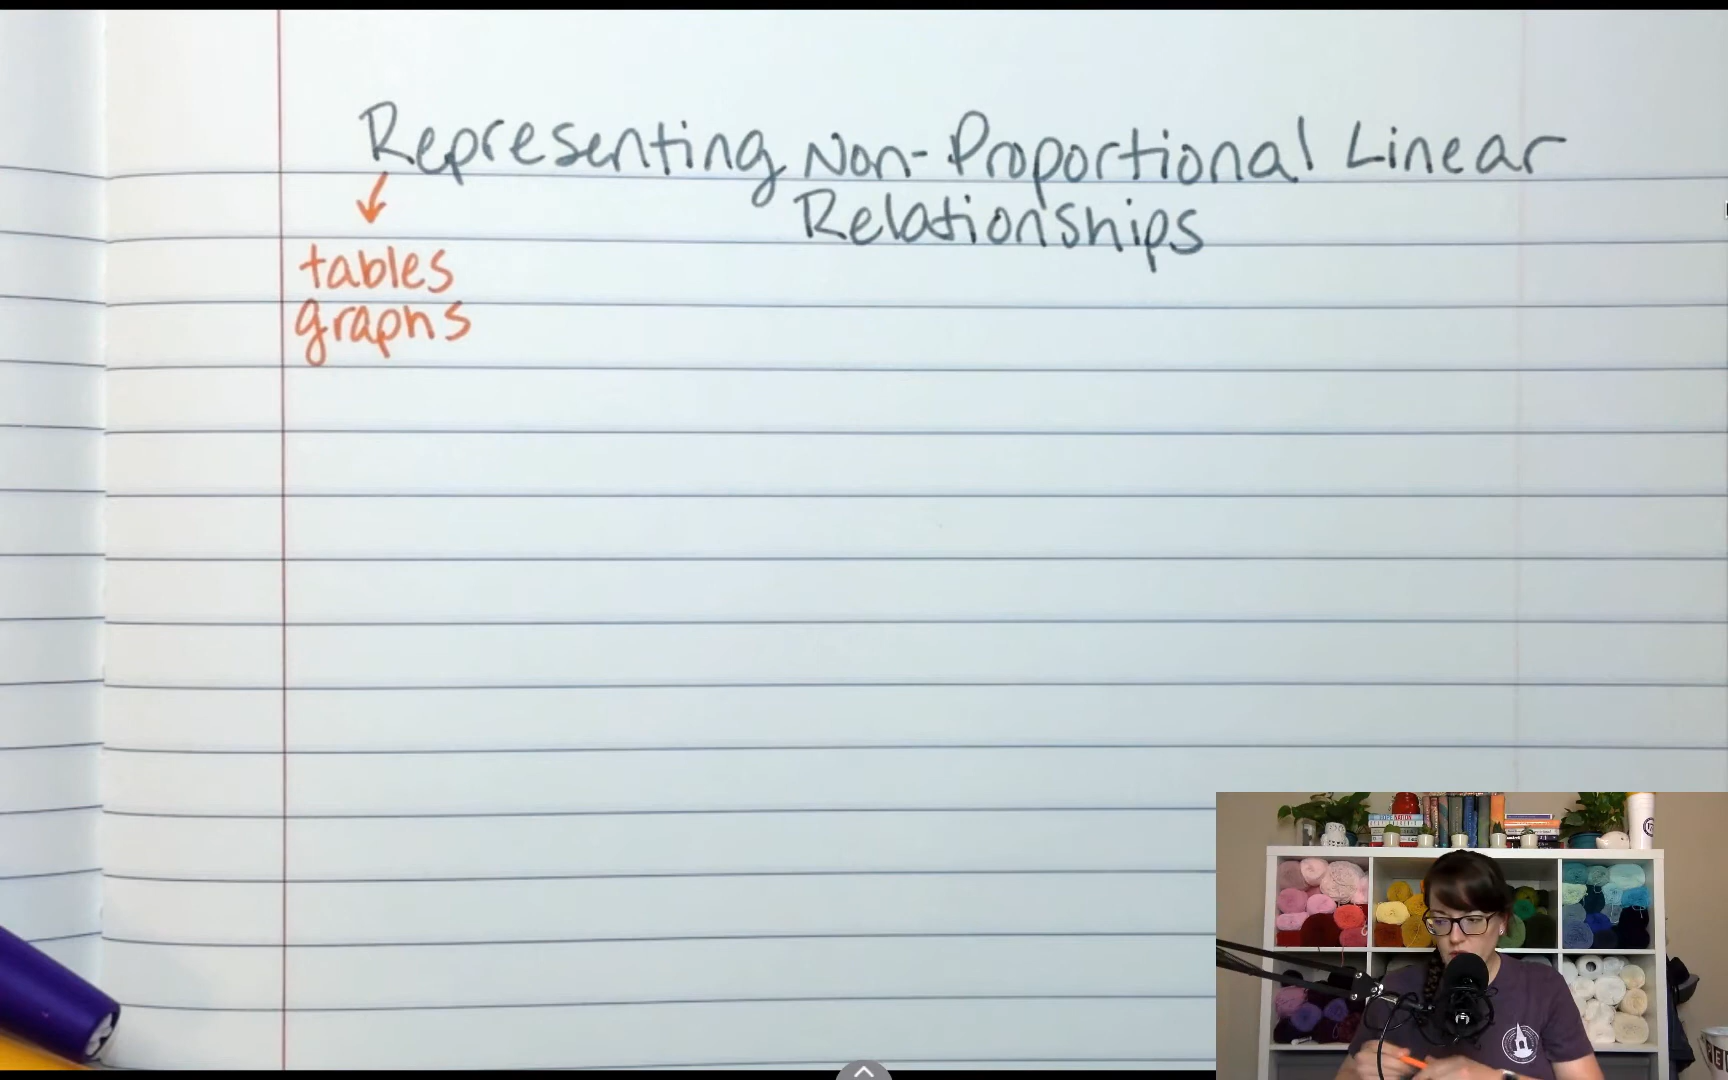 Representing Non-Proportional Linear
Relationships
tables
graphs